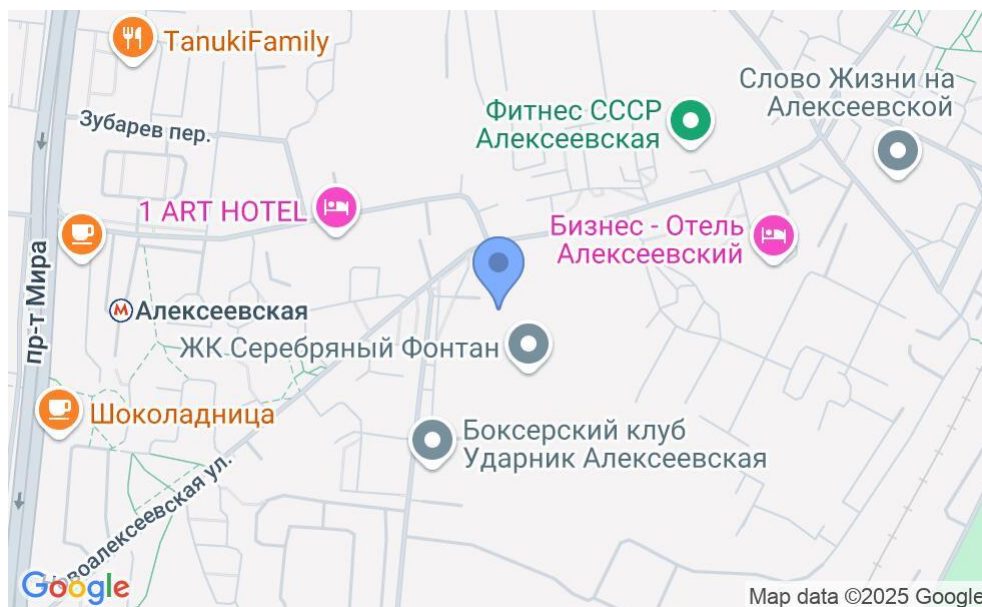 TanukiFamily
Зубарев пер.
Слово Жизни на
Алексеевской
Фитнес СССР
Алексеевская
1 ART HOTEL
Бизнес - Отель
Алексеевский
пр-т Мира
М
Алексеевская
ЖК Серебряный Фонтан
Шоколадница
Боксерский клуб
Ударник Алексеевская
Новоалексеевская ул.
Google
Map data ©2025 Google